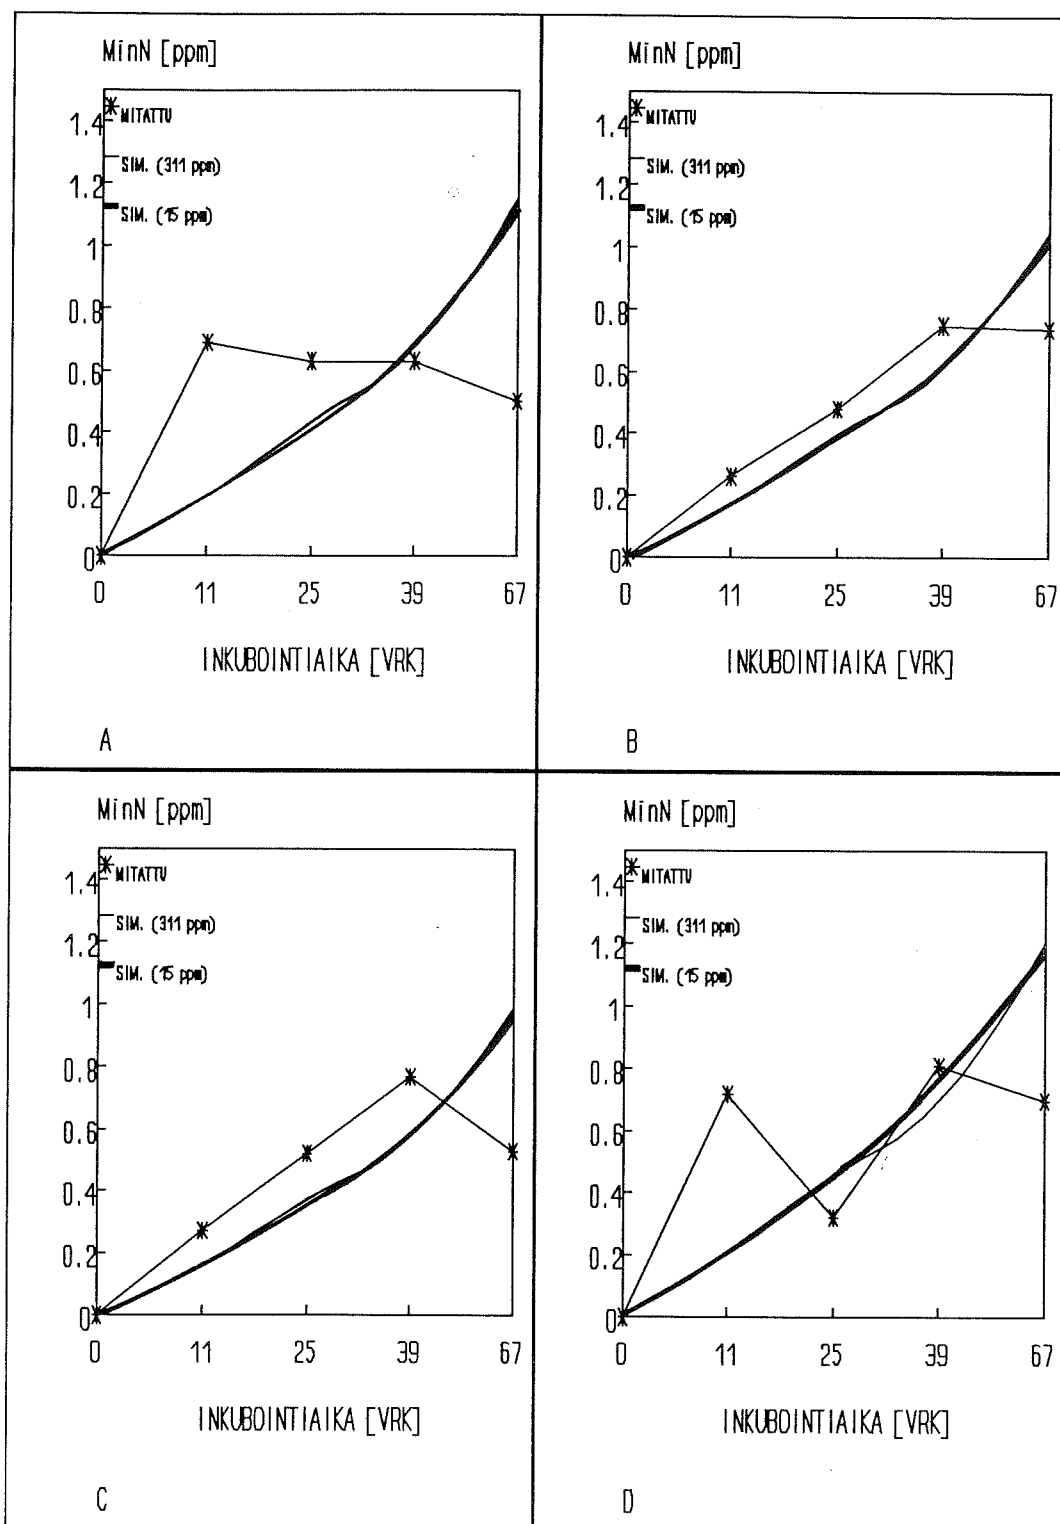 MinN [ppm]
1.4
MITATTU
SIM. (311 ppm)
1.2
SIM. (15 ppm)
1
0.8
0.6
0.4
0.2
0
0 11 25 39 67
INKUBOINTIAIKA [VRK]
A
MinN [ppm]
1.4
MITATTU
SIM. (311 ppm)
1.2
SIM. (15 ppm)
1
0.8
0.6
0.4
0.2
0
0 11 25 39 67
INKUBOINTIAIKA [VRK]
B
MinN [ppm]
1.4
MITATTU
SIM. (311 ppm)
1.2
SIM. (15 ppm)
1
0.8
0.6
0.4
0.2
0
0 11 25 39 67
INKUBOINTIAIKA [VRK]
C
MinN [ppm]
1.4
MITATTU
SIM. (311 ppm)
1.2
SIM. (15 ppm)
1
0.8
0.6
0.4
0.2
0
0 11 25 39 67
INKUBOINTIAIKA [VRK]
D